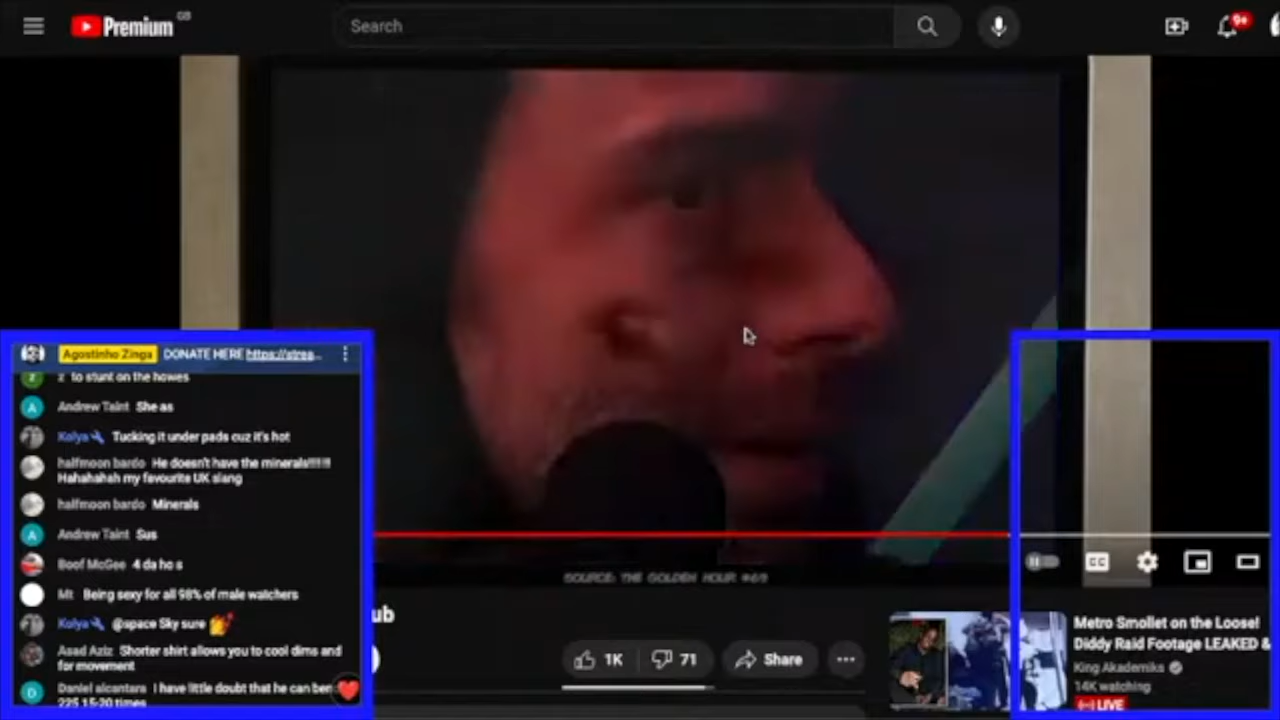 Premium GB
Search
9+
Agostinho Zinga DONATE HERE https://strea...
z to stunt on the howes
Andrew Taint She as
Kolya Tucking it under pads cuz it's hot
halfmoon bardo He doesn't have the minerals!!!!!!!
Hahahahah my favourite UK slang
halfmoon bardo Minerals
Andrew Taint Sus
Boof McGee 4 da ho s
Mt Being sexy for all 98% of male watchers
Kolya @space Sky sure
Asad Aziz Shorter shirt allows you to cool dims and
for movement
Daniel alcantara I have little doubt that he can ben
225 15-20 times
SOURCE: THE GOLDEN HOUR #69
CC
ub
1K
71
Share
Metro Smollet on the Loose!
Diddy Raid Footage LEAKED &
King Akademiks
14K watching
LIVE